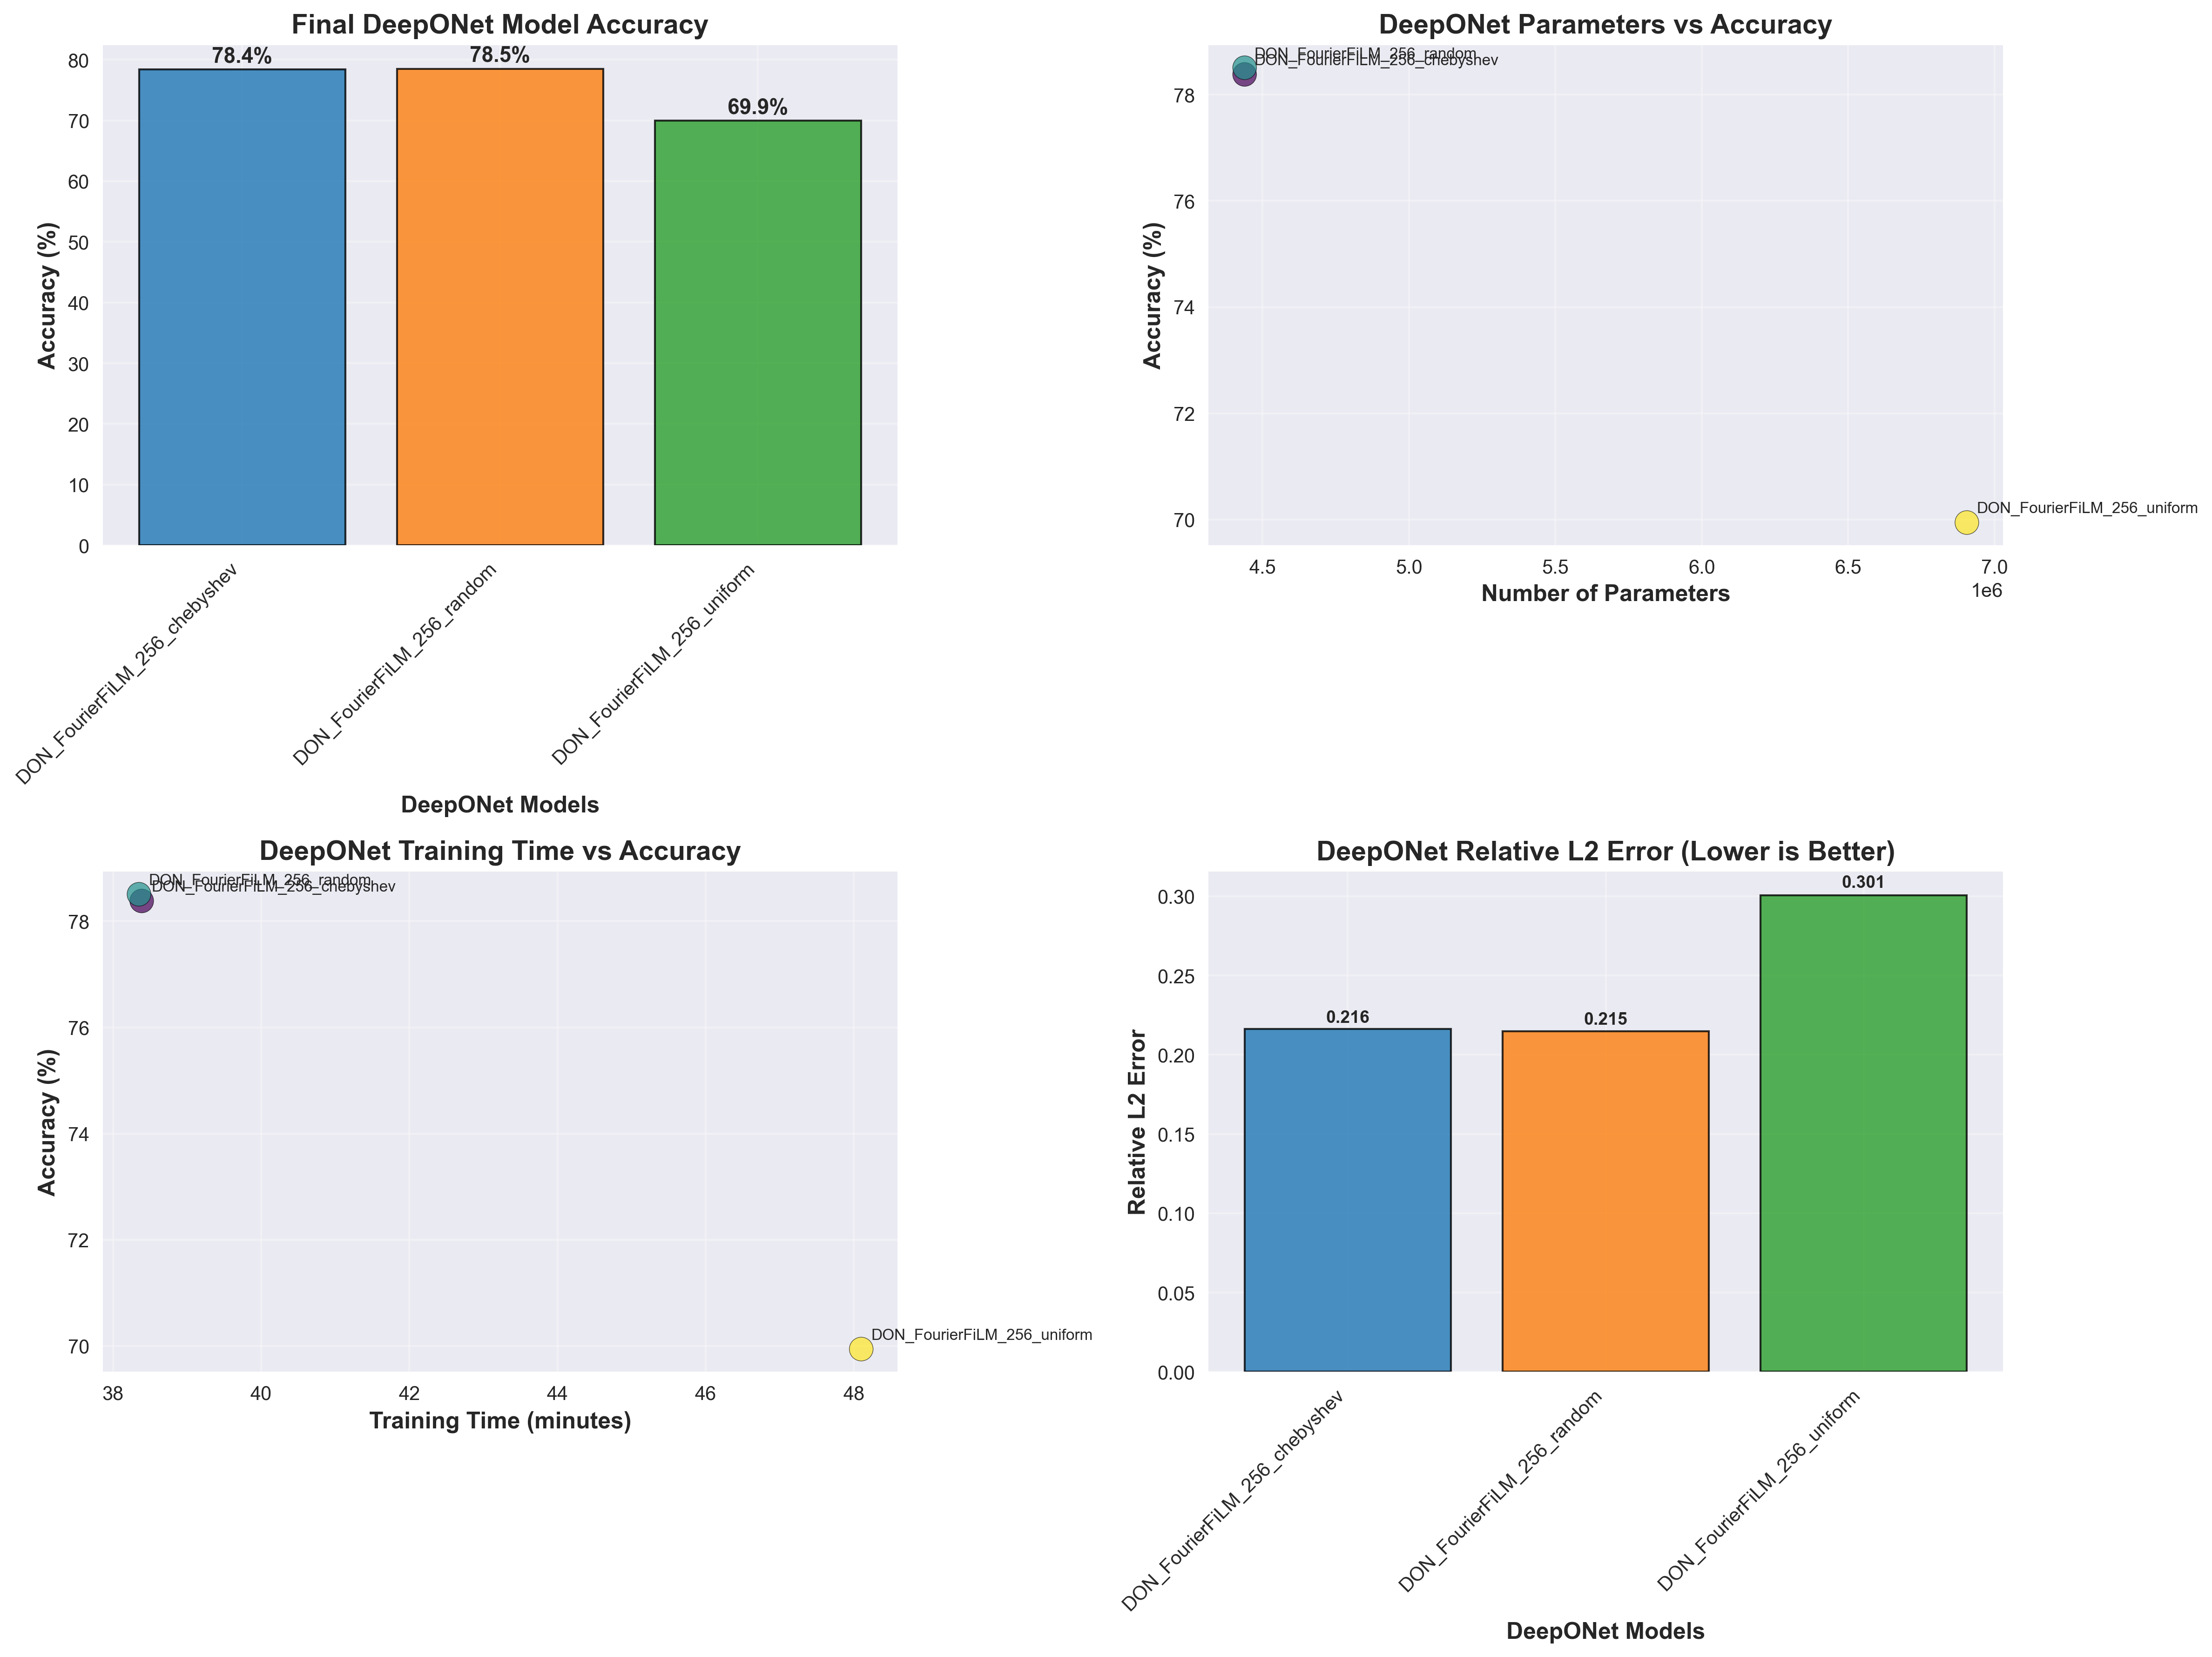 Final DeepONet Model Accuracy
78.4%
78.5%
69.9%
80
70
60
50
40
30
20
10
0
Accuracy (%)
DON_FourierFiLM_256_chebyshev
DON_FourierFiLM_256_random
DON_FourierFiLM_256_uniform
DeepONet Models
DeepONet Parameters vs Accuracy
DON_FourierFiLM_256_random
DON_FourierFiLM_256_chebyshev
DON_FourierFiLM_256_uniform
78
76
74
72
70
Accuracy (%)
4.5 5.0 5.5 6.0 6.5 7.0
1e6
Number of Parameters
DeepONet Training Time vs Accuracy
DON_FourierFiLM_256_random
DON_FourierFiLM_256_chebyshev
DON_FourierFiLM_256_uniform
78
76
74
72
70
Accuracy (%)
38 40 42 44 46 48
Training Time (minutes)
DeepONet Relative L2 Error (Lower is Better)
0.216
0.215
0.301
0.30
0.25
0.20
0.15
0.10
0.05
0.00
Relative L2 Error
DON_FourierFiLM_256_chebyshev
DON_FourierFiLM_256_random
DON_FourierFiLM_256_uniform
DeepONet Models